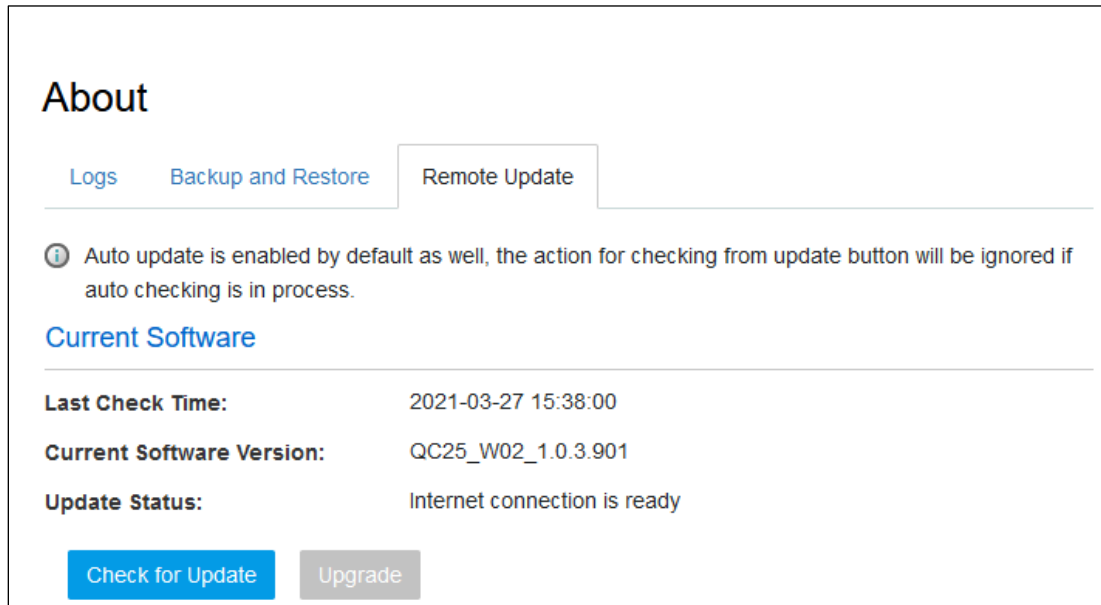 About
Logs Backup and Restore Remote Update
Auto update is enabled by default as well, the action for checking from update button will be ignored if
auto checking is in process.
Current Software
Last Check Time: 2021-03-27 15:38:00
Current Software Version: QC25_W02_1.0.3.901
Update Status: Internet connection is ready
Check for Update Upgrade